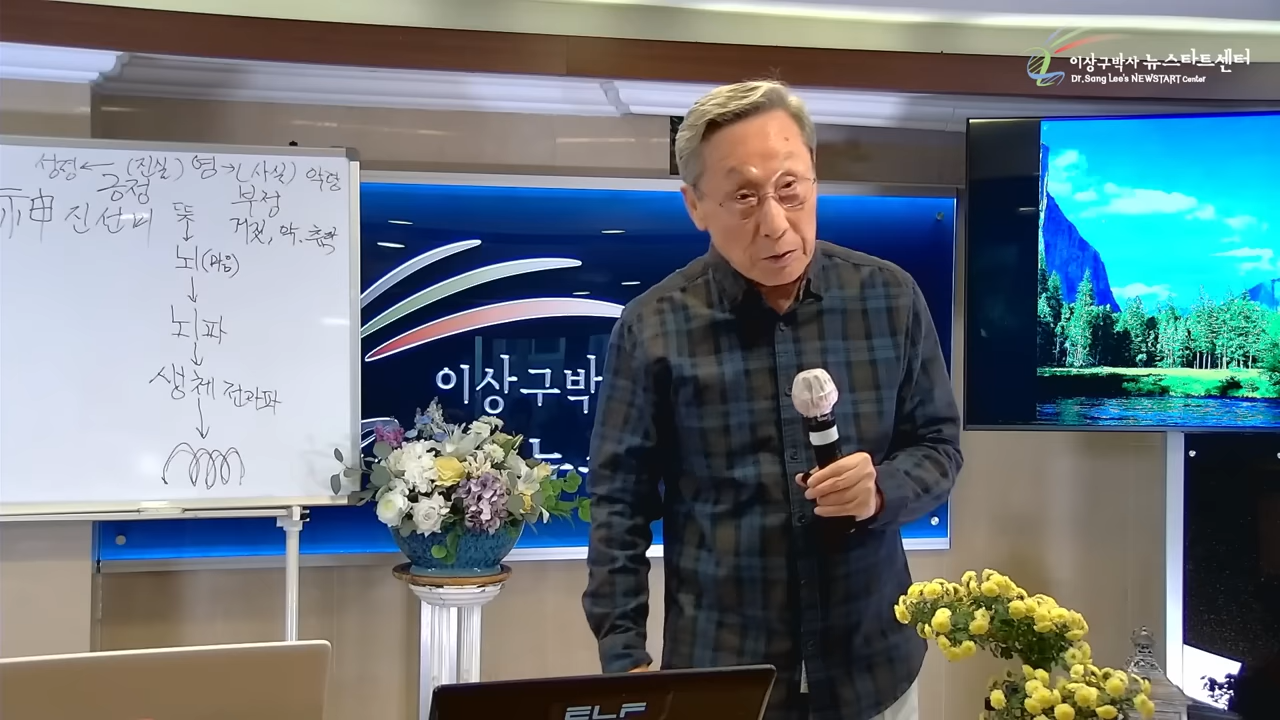 이상구박사 뉴스타트센터
Dr. Sang Lee's NEWSTART Center
성령 ← (진실) 영 → (사실) 악령
긍정 부정
神 진선미 뜻 거짓, 악. 추악
↓
뇌 (마음)
↓
뇌파
↓
생체 전자파
↓
이상구박
뉴
ELF